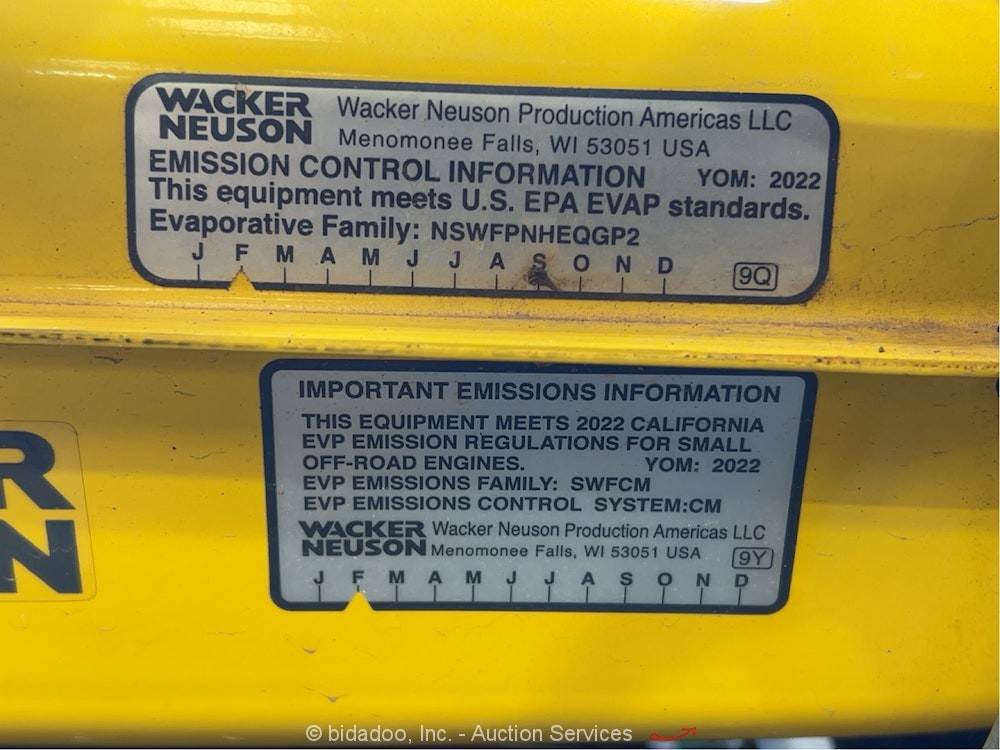 WACKER NEUSON Wacker Neuson Production Americas LLC
Menomonee Falls, WI 53051 USA
EMISSION CONTROL INFORMATION YOM: 2022
This equipment meets U.S. EPA EVAP standards.
Evaporative Family: NSWFPNHEQGP2
J F M A M J J A S O N D 9Q
IMPORTANT EMISSIONS INFORMATION
THIS EQUIPMENT MEETS 2022 CALIFORNIA
EVP EMISSION REGULATIONS FOR SMALL
OFF-ROAD ENGINES. YOM: 2022
EVP EMISSIONS FAMILY: SWFCM
EVP EMISSIONS CONTROL SYSTEM:CM
WACKER NEUSON Wacker Neuson Production Americas LLC
Menomonee Falls, WI 53051 USA 9Y
J F M A M J J A S O N D
R
N
© bidadoo, Inc. - Auction Services